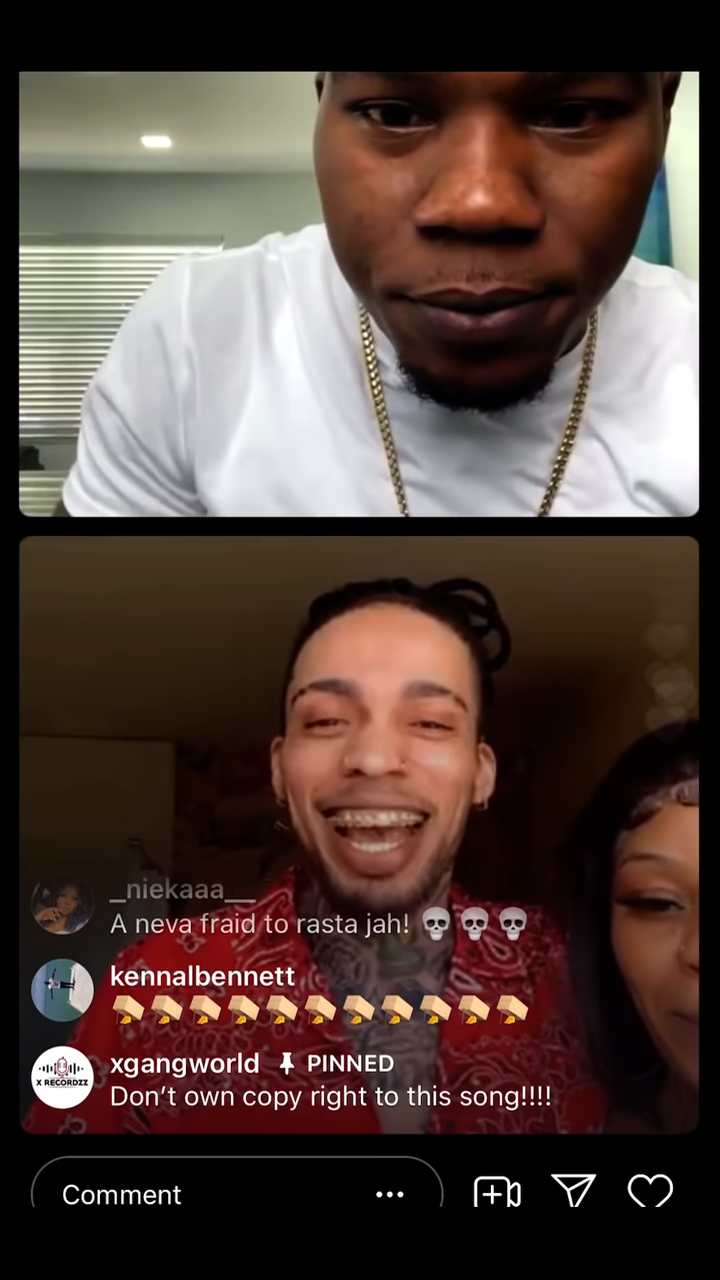 _niekaaa__
A neva fraid to rasta jah! 💀💀💀
kennalbennett
X RECORDZZ
xgangworld PINNED
Don’t own copy right to this song!!!!
Comment